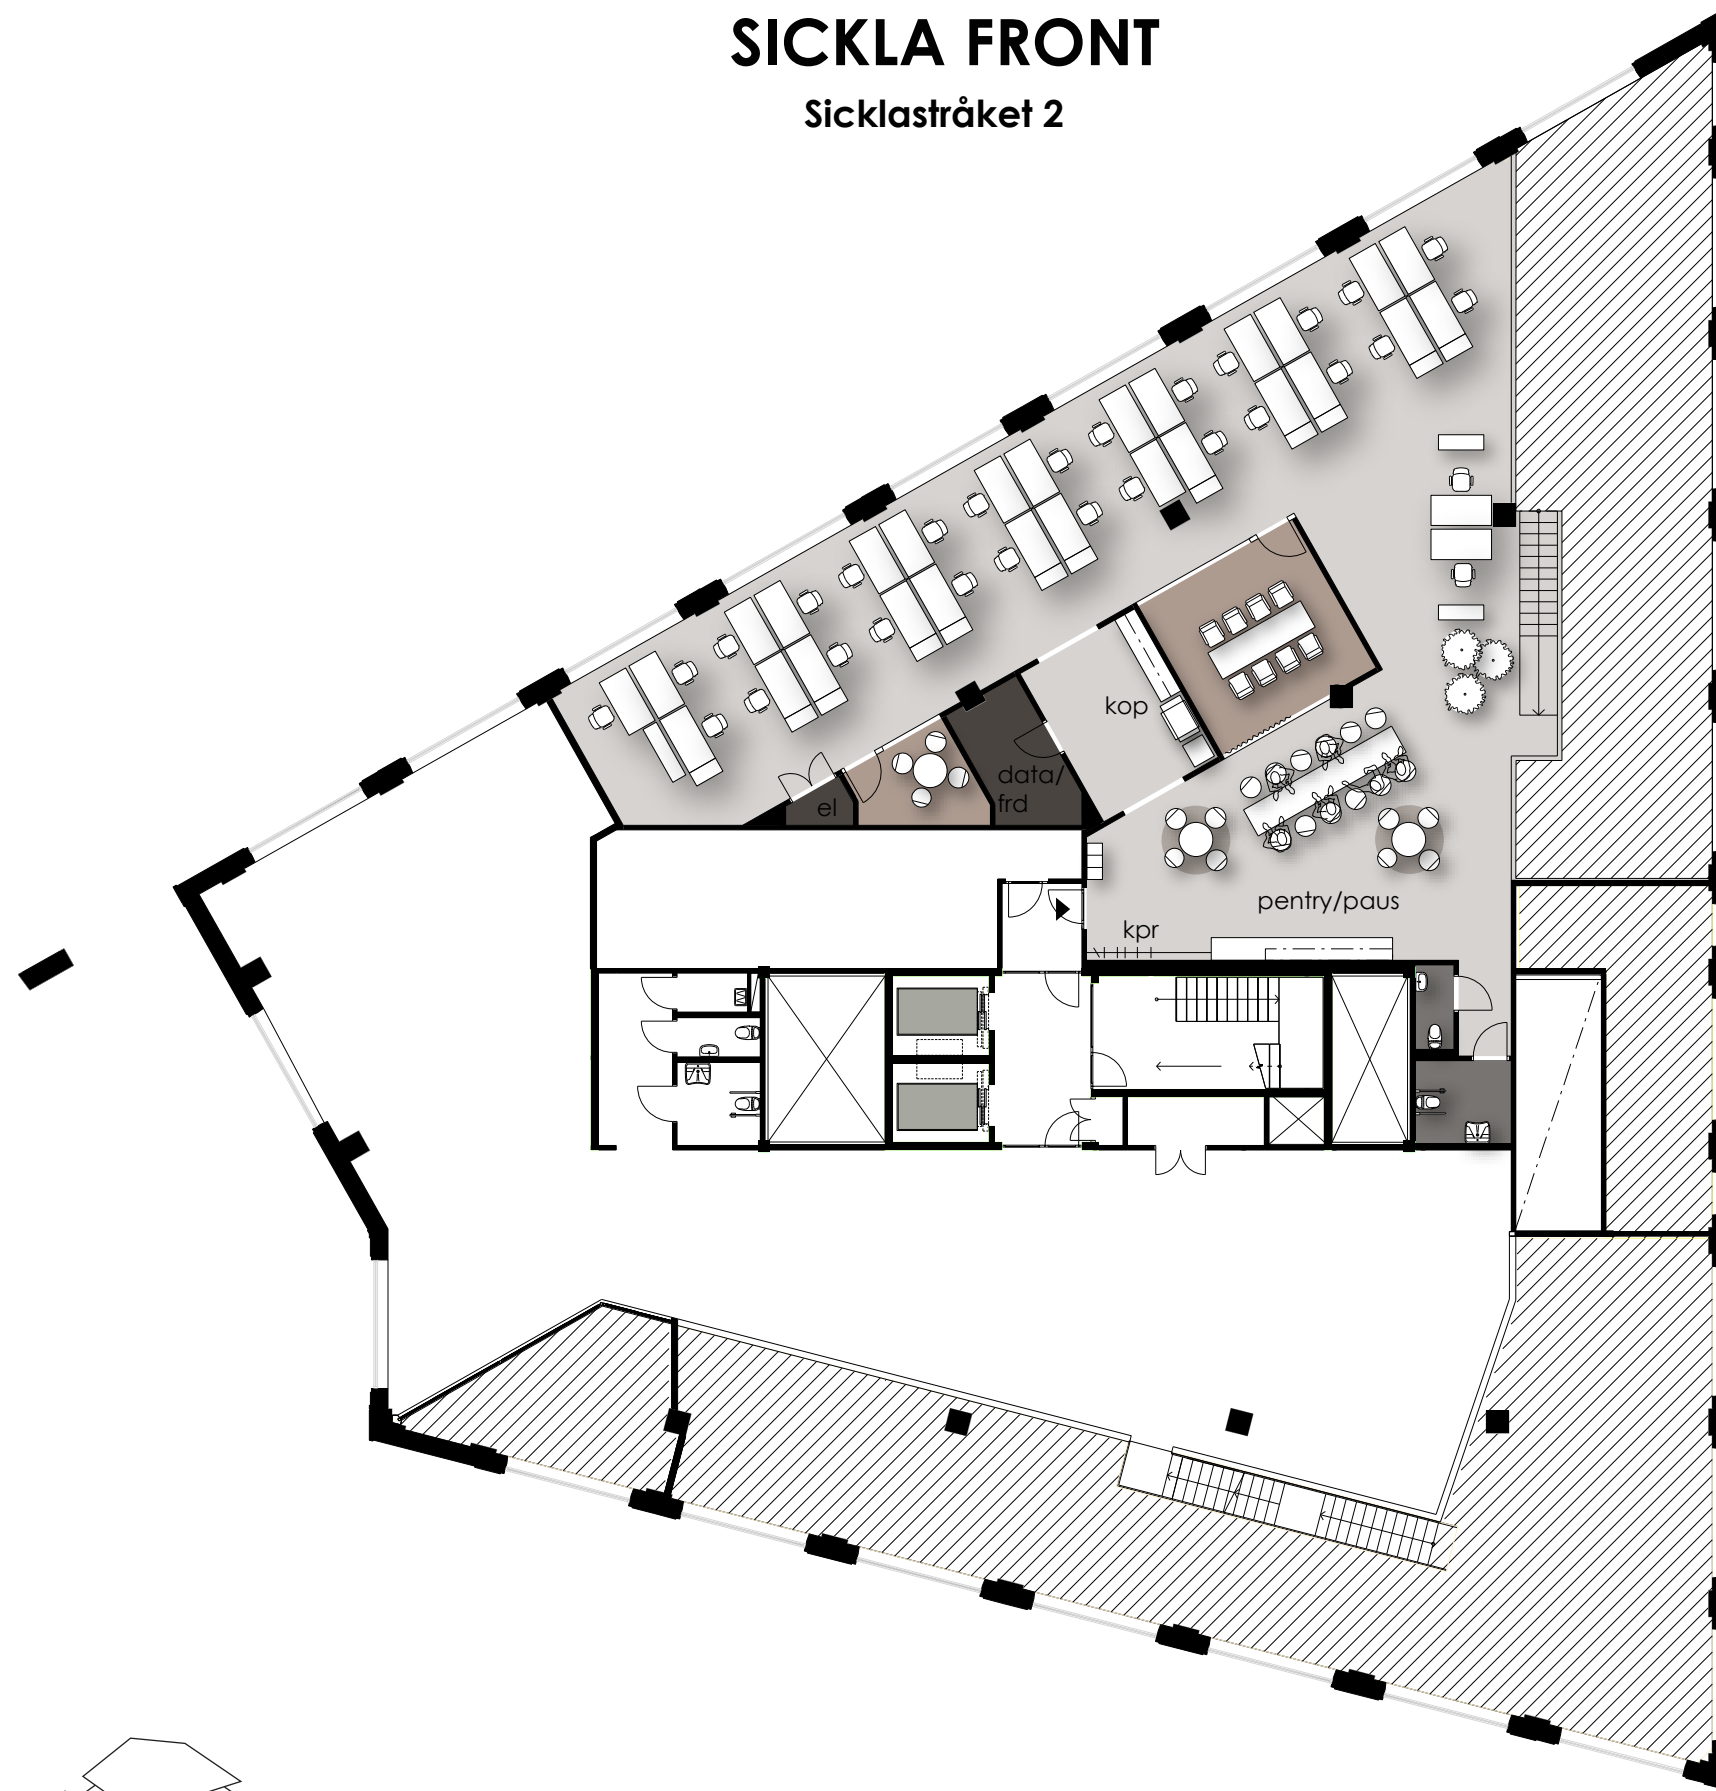 SICKLA FRONT
Sicklastråket 2
kop
data/
frd
el
pentry/paus
kpr